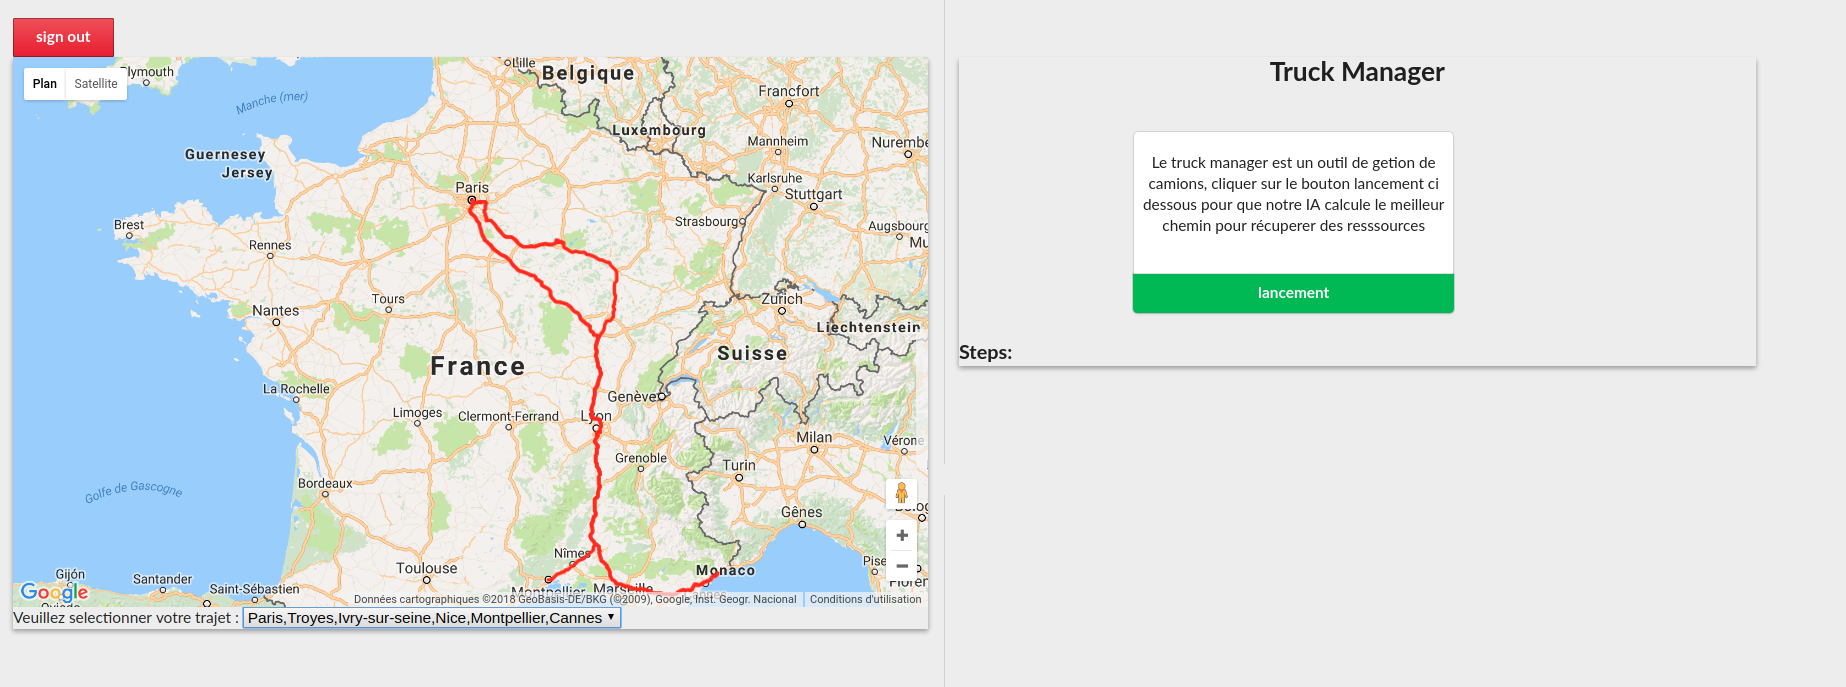 sign out
Plan
Satellite
Plymouth
Lille
Belgique
Manche (mer)
Francfort
Luxembourg
Mannheim
Nurembe
Guernesey
Jersey
Karlsruhe
Paris
Stuttgart
Brest
Strasbourg
Augsbourg
Rennes
Mu
Tours
Zurich
Nantes
Liechtenstein
Suisse
France
La Rochelle
Genève
Limoges
Clermont-Ferrand
Lyon
Milan
Vérone
Grenoble
Turin
Bordeaux
Golfe de Gascogne
Gênes
Nîmes
Toulouse
Monaco
Pise
Gijón
Santander
Saint-Sébastien
Montpellier
Marseille
Google
Données cartographiques ©2018 GeoBasis-DE/BKG (©2009), Google, Inst. Geogr. Nacional
Conditions d'utilisation
Veuillez selectionner votre trajet : Paris,Troyes,Ivry-sur-seine,Nice,Montpellier,Cannes
Truck Manager
Le truck manager est un outil de getion de
camions, cliquer sur le bouton lancement ci
dessous pour que notre IA calcule le meilleur
chemin pour récuperer des resssources
lancement
Steps: